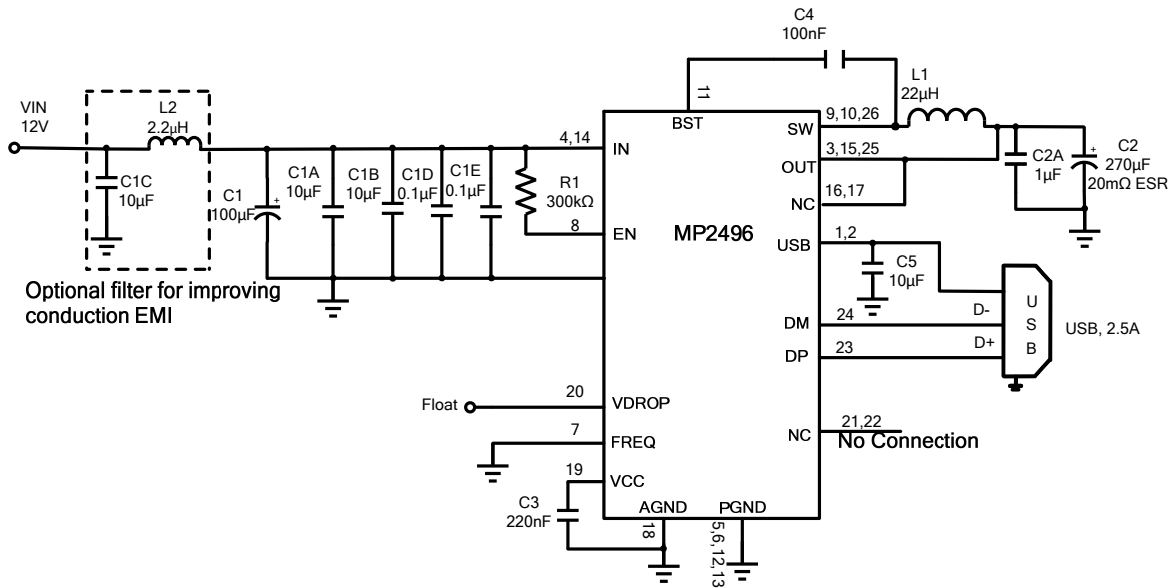 C4
100nF
VIN
12V
L2
2.2µH
11
BST
L1
22µH
9,10,26
SW
4,14
IN
3,15,25
OUT
C1C
10µF
C1
100µF
+
C1A
10µF
C1B
10µF
C1D
0.1µF
C1E
0.1µF
R1
300kΩ
C2A
1µF
+
C2
270µF
20mΩ ESR
16,17
NC
8
EN
MP2496
1,2
USB
C5
10µF
Optional filter for improving
conduction EMI
U
S
B
D-
24
DM
USB, 2.5A
D+
23
DP
Float
20
VDROP
21,22
NC
No Connection
7
FREQ
19
VCC
C3
220nF
AGND
PGND
18
5,6,12,13